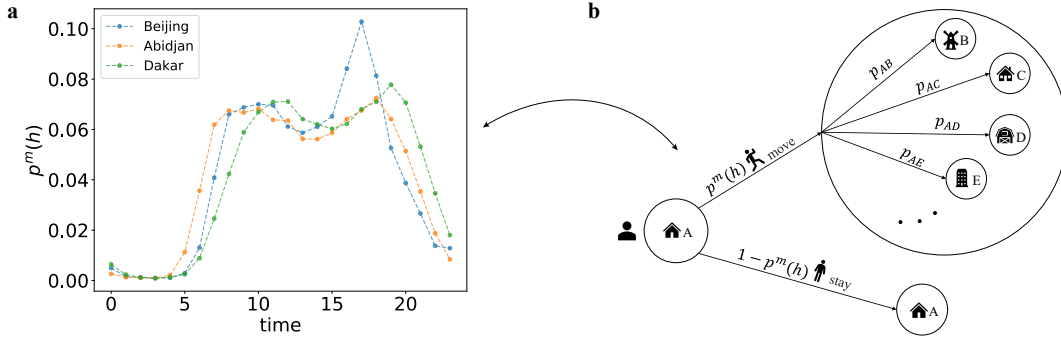 a
Beijing
Abidjan
Dakar
p^m(h)
0.10
0.08
0.06
0.04
0.02
0.00
0
5
10
15
20
time
b
p_AB
B
p_AC
C
p_AD
D
p_AE
E
. . .
p^m(h) move
A
1 − p^m(h) stay
A